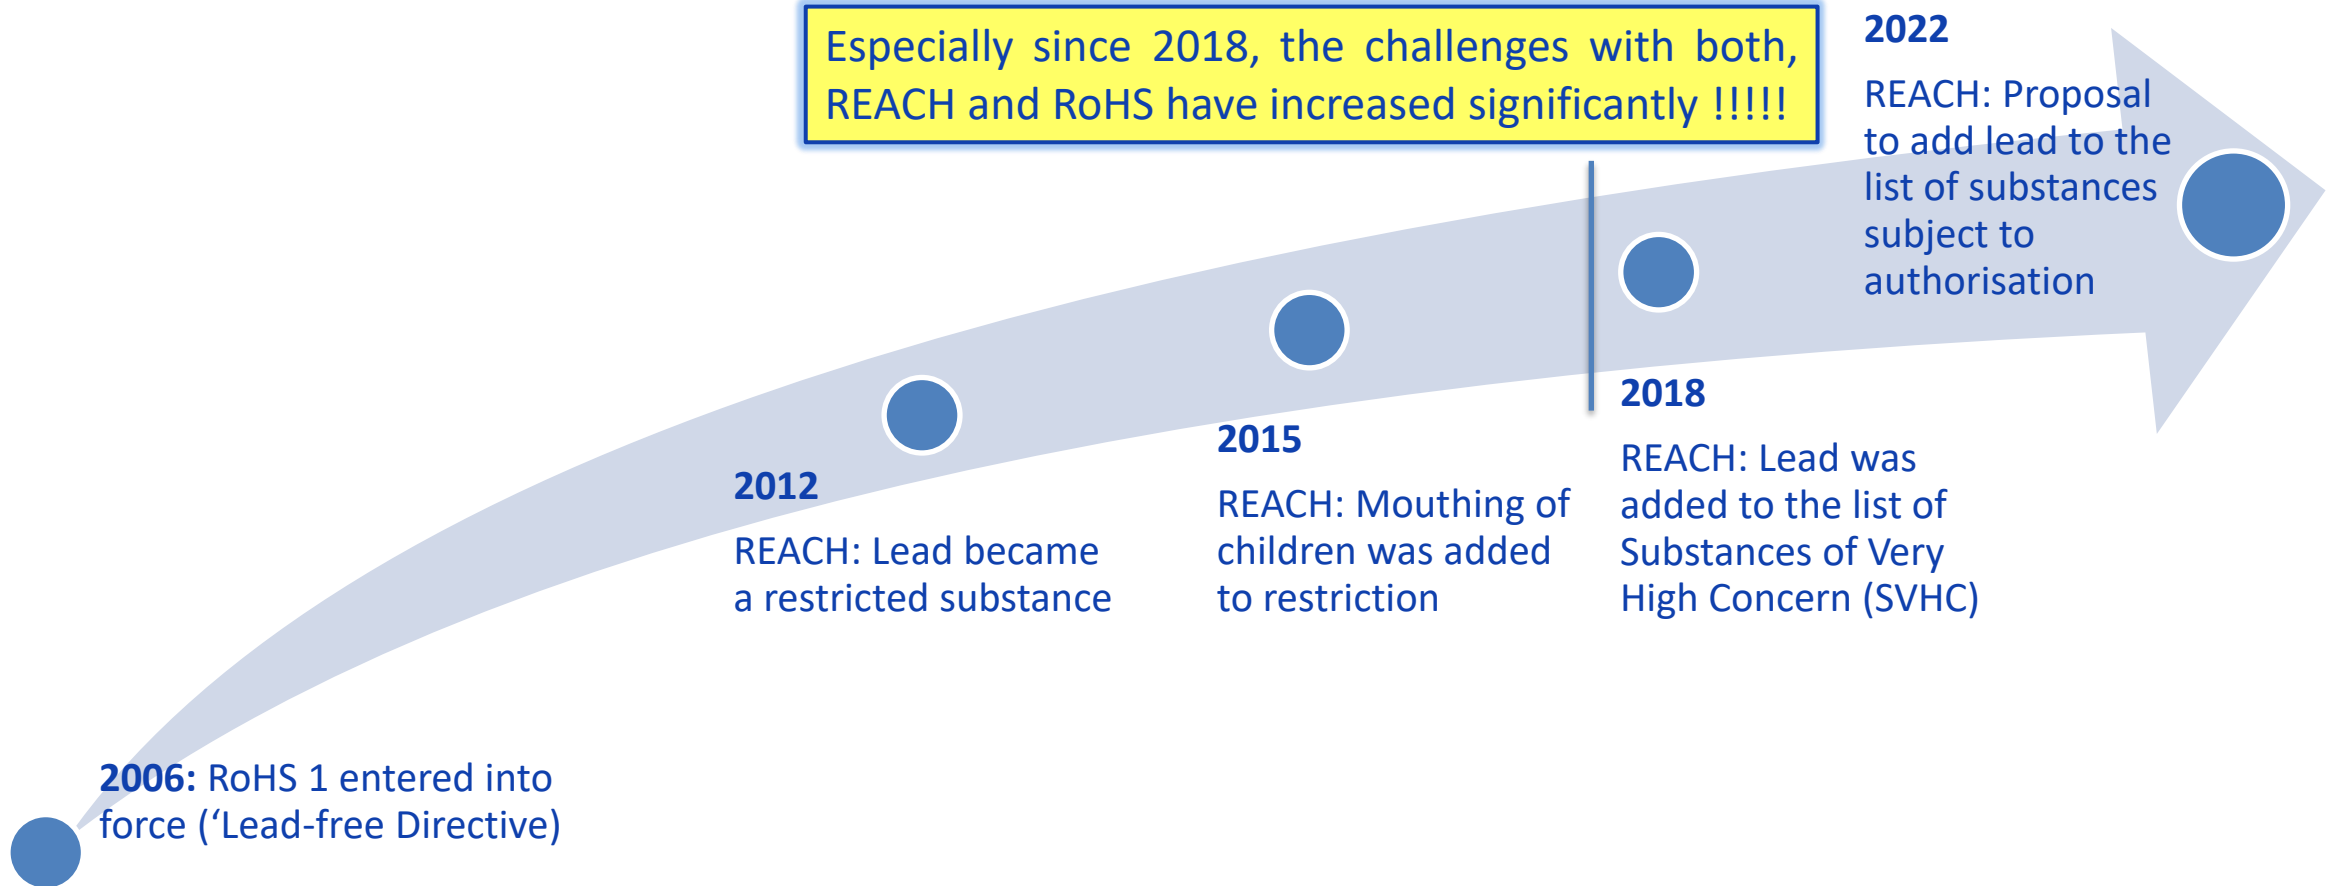 Especially since 2018, the challenges with both,
REACH and RoHS have increased significantly !!!!!
2022
REACH: Proposal
to add lead to the
list of substances
subject to
authorisation
2018
REACH: Lead was
added to the list of
Substances of Very
High Concern (SVHC)
2015
REACH: Mouthing of
children was added
to restriction
2012
REACH: Lead became
a restricted substance
2006: RoHS 1 entered into
force (‘Lead-free Directive)